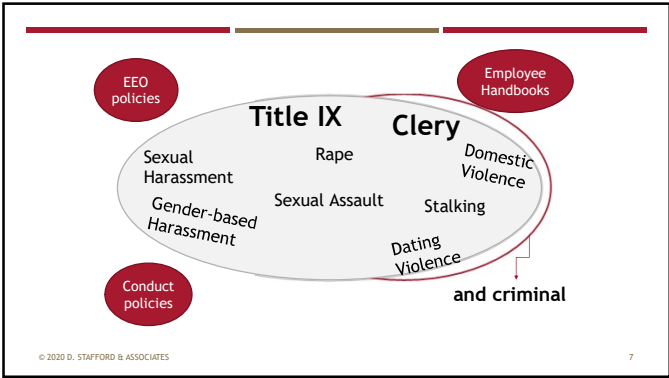 EEO
policies
Employee
Handbooks
Title IX
Clery
Sexual
Harassment
Rape
Domestic
Violence
Gender-based
Harassment
Sexual Assault
Stalking
Dating
Violence
Conduct
policies
and criminal
© 2020 D. STAFFORD & ASSOCIATES
7